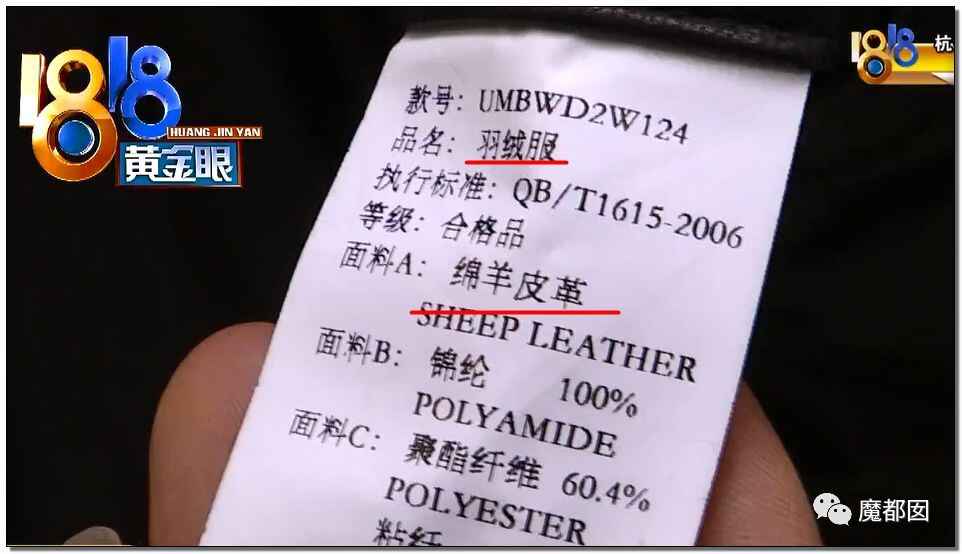 1818
HUANG JIN YAN
黄金眼
1818
杭
款号：UMBWD2W124
品名：羽绒服
执行标准：QB/T1615-2006
等级：合格品
面料A：绵羊皮革
SHEEP LEATHER
面料B：锦纶 100%
POLYAMIDE
面料C：聚酯纤维 60.4%
POLYESTER
粘纤
魔都囡